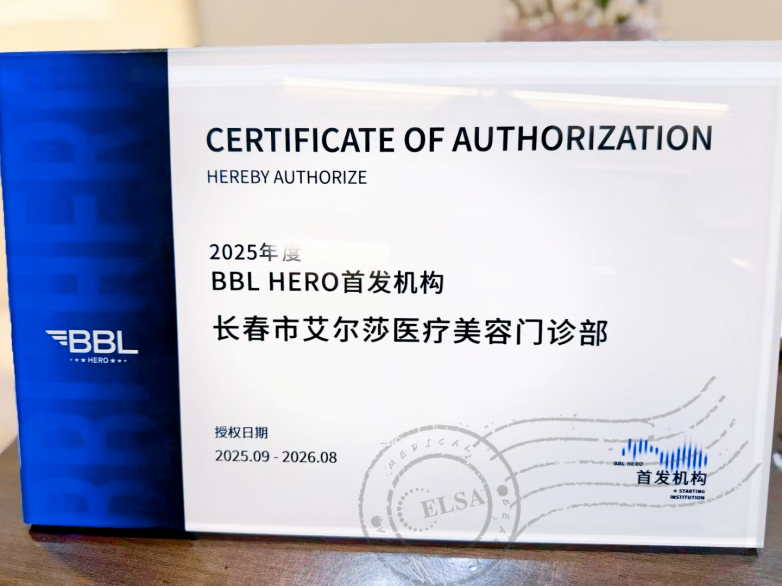 CERTIFICATE OF AUTHORIZATION
HEREBY AUTHORIZE
2025年度
BBL HERO首发机构
长春市艾尔莎医疗美容门诊部
BBL
HERO
授权日期
2025.09 - 2026.08
MEDICAL
ELSA
BBL HERO
首发机构
STARTING
INSTITUTION